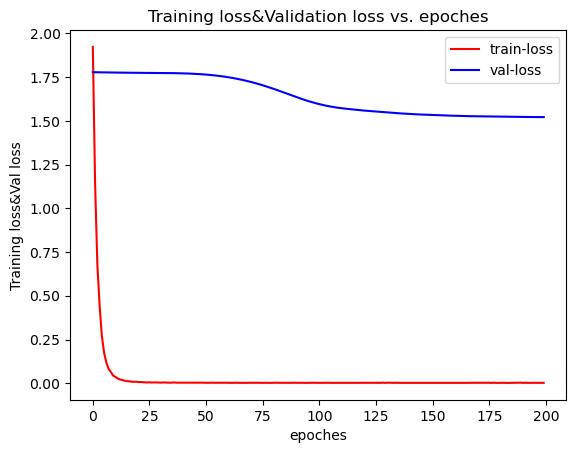 Training loss&Validation loss vs. epoches
train-loss
val-loss
Training loss&Val loss
2.00
1.75
1.50
1.25
1.00
0.75
0.50
0.25
0.00
0 25 50 75 100 125 150 175 200
epoches